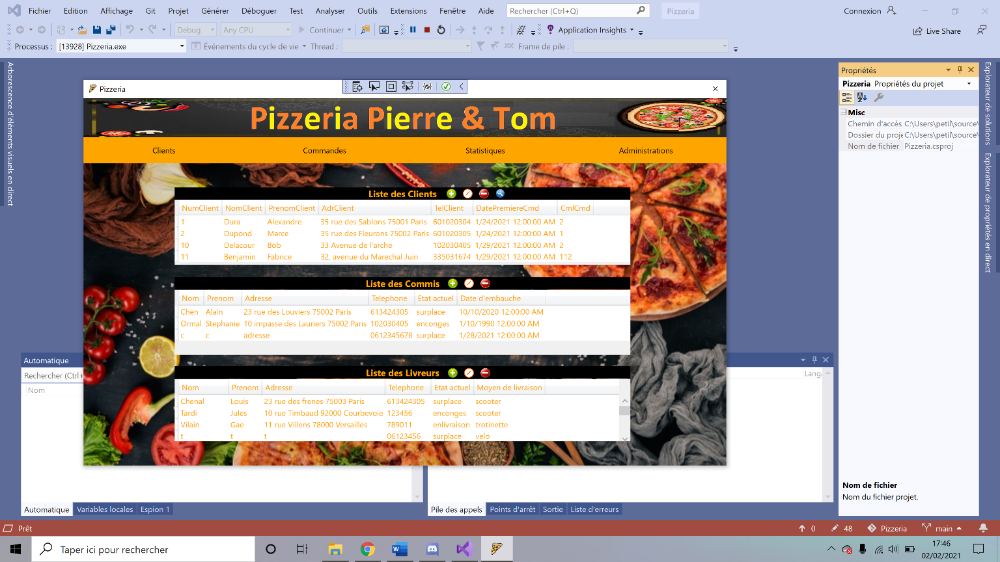 Fichier Edition Affichage Git Projet Générer Déboguer Test Analyser Outils Extensions Fenêtre Aide Rechercher (Ctrl+Q) Pizzeria Connexion
Debug Any CPU Continuer Application Insights Live Share
Processus : [13928] Pizzeria.exe Événements du cycle de vie Thread : Frame de pile :
Arborescence d'éléments visuels en direct
Pizzeria
Pizzeria Pierre & Tom
Clients Commandes Statistiques Administrations
Liste des Clients
NumClient NomClient PrenomClient AdrClient TelClient DatePremiereCmd CmlCmd
1 Dura Alexandre 35 rue des Sablons 75001 Paris 601020304 1/24/2021 12:00:00 AM 2
2 Dupond Marce 35 rue des Fleurons 75002 Paris 601020305 1/24/2021 12:00:00 AM 1
10 Delacour Bob 33 Avenue de l'arche 102030405 1/29/2021 12:00:00 AM 2
11 Benjamin Fabrice 32, avenue du Marechal Juin 335031674 1/29/2021 12:00:00 AM 112
Liste des Commis
Nom Prenom Adresse Telephone Etat actuel Date d'embauche
Chen Alain 23 rue des Louviers 75002 Paris 613424305 surplace 10/10/2020 12:00:00 AM
Ormal Stephanie 10 impasse des Lauriers 75002 Paris 102030405 enconges 1/10/1990 12:00:00 AM
c c adresse 0612345678 surplace 1/28/2021 12:00:00 AM
Liste des Livreurs
Nom Prenom Adresse Telephone Etat actuel Moyen de livraison
Chenal Louis 23 rue des frenes 75003 Paris 613424305 surplace scooter
Tardi Jules 10 rue Timbaud 92000 Courbevoie 123456 enconges scooter
Vilain Gae 11 rue Villens 78000 Versailles 789011 enlivraison trotinette
t t t 06123456 surplace velo
Automatique
Rechercher (Ctrl+
Nom
Langa
Automatique Variables locales Espion 1
Pile des appels Points d'arrêt Sortie Liste d'erreurs
Propriétés
Pizzeria Propriétés du projet
Misc
Chemin d'accès C:\Users\petil\source\
Dossier du proje C:\Users\petil\source\
Nom de fichier Pizzeria.csproj
Nom de fichier
Nom du fichier projet.
Explorateur de solutions
Explorateur de propriétés en direct
Prêt 0 48 Pizzeria main
Taper ici pour rechercher
17:46
02/02/2021